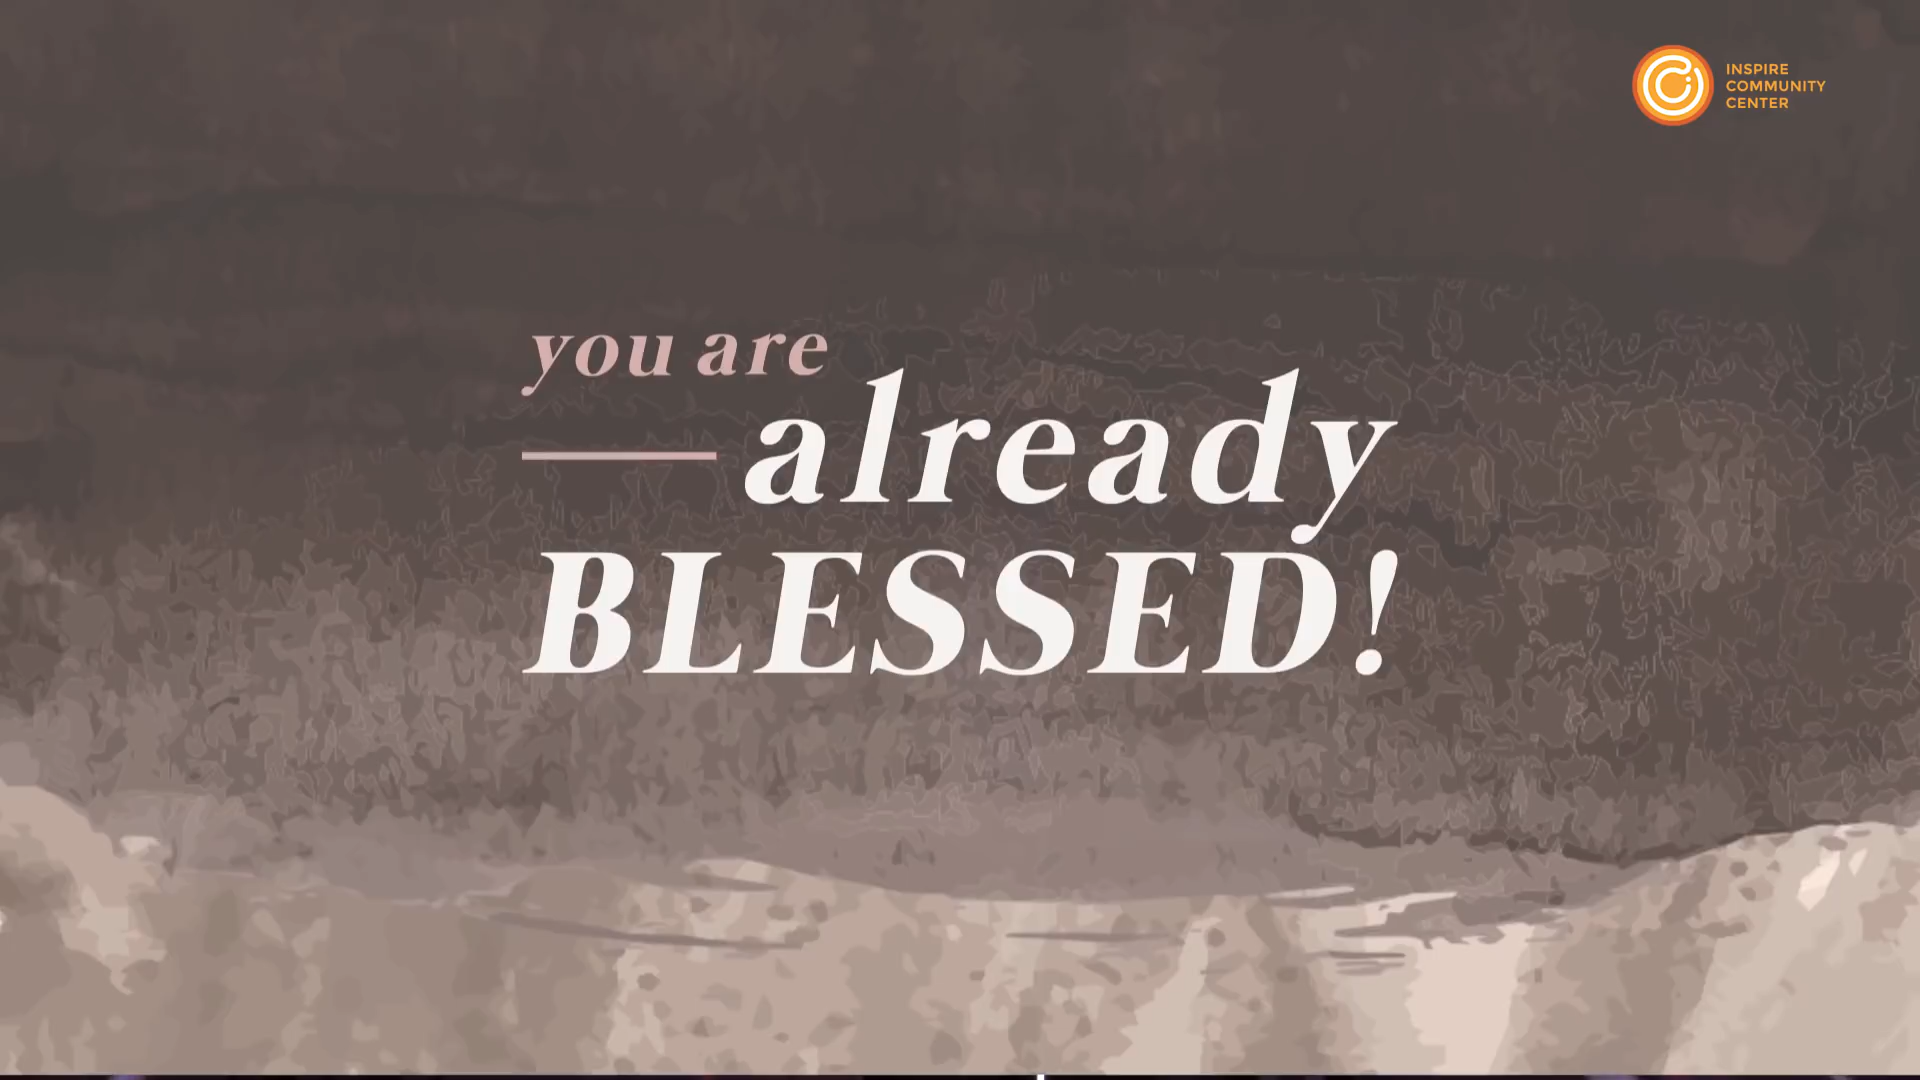 INSPIRE
COMMUNITY
CENTER
you are
already
BLESSED!